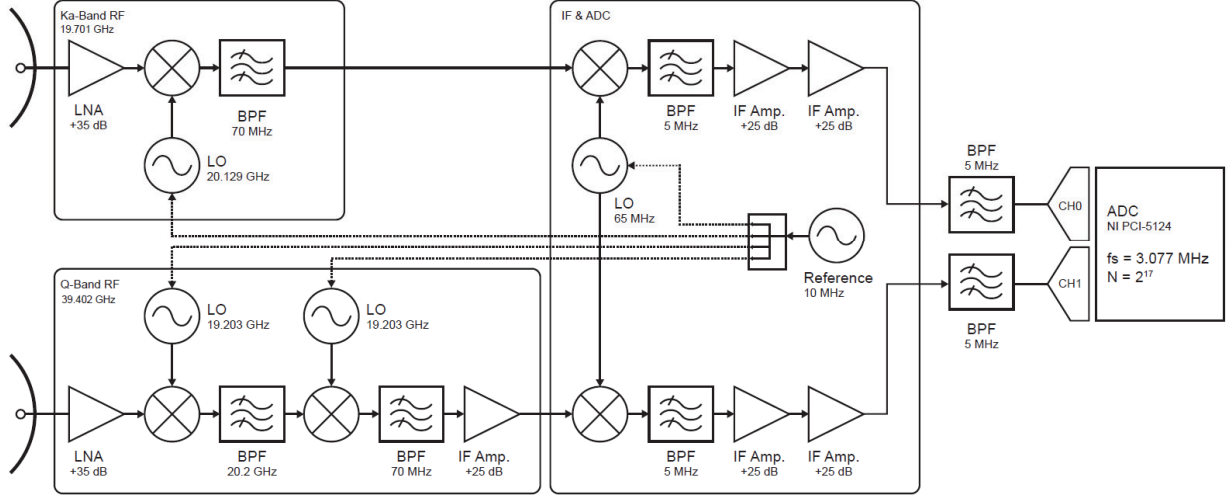 Ka-Band RF
19.701 GHz
LNA
+35 dB
BPF
70 MHz
LO
20.129 GHz
IF & ADC
BPF
5 MHz
IF Amp.
+25 dB
IF Amp.
+25 dB
LO
65 MHz
Reference
10 MHz
BPF
5 MHz
CH0
ADC
NI PCI-5124
fs = 3.077 MHz
N = 2¹⁷
CH1
BPF
5 MHz
Q-Band RF
39.402 GHz
LO
19.203 GHz
LO
19.203 GHz
LNA
+35 dB
BPF
20.2 GHz
BPF
70 MHz
IF Amp.
+25 dB
BPF
5 MHz
IF Amp.
+25 dB
IF Amp.
+25 dB